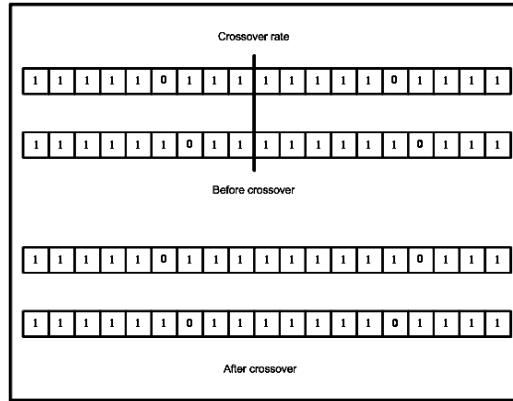 Crossover rate
1 1 1 1 1 0 1 1 1 1 1 1 1 1 0 1 1 1 1
1 1 1 1 1 1 0 1 1 1 1 1 1 1 1 0 1 1 1
Before crossover
1 1 1 1 1 0 1 1 1 1 1 1 1 1 1 0 1 1 1
1 1 1 1 1 1 0 1 1 1 1 1 1 1 0 1 1 1 1
After crossover